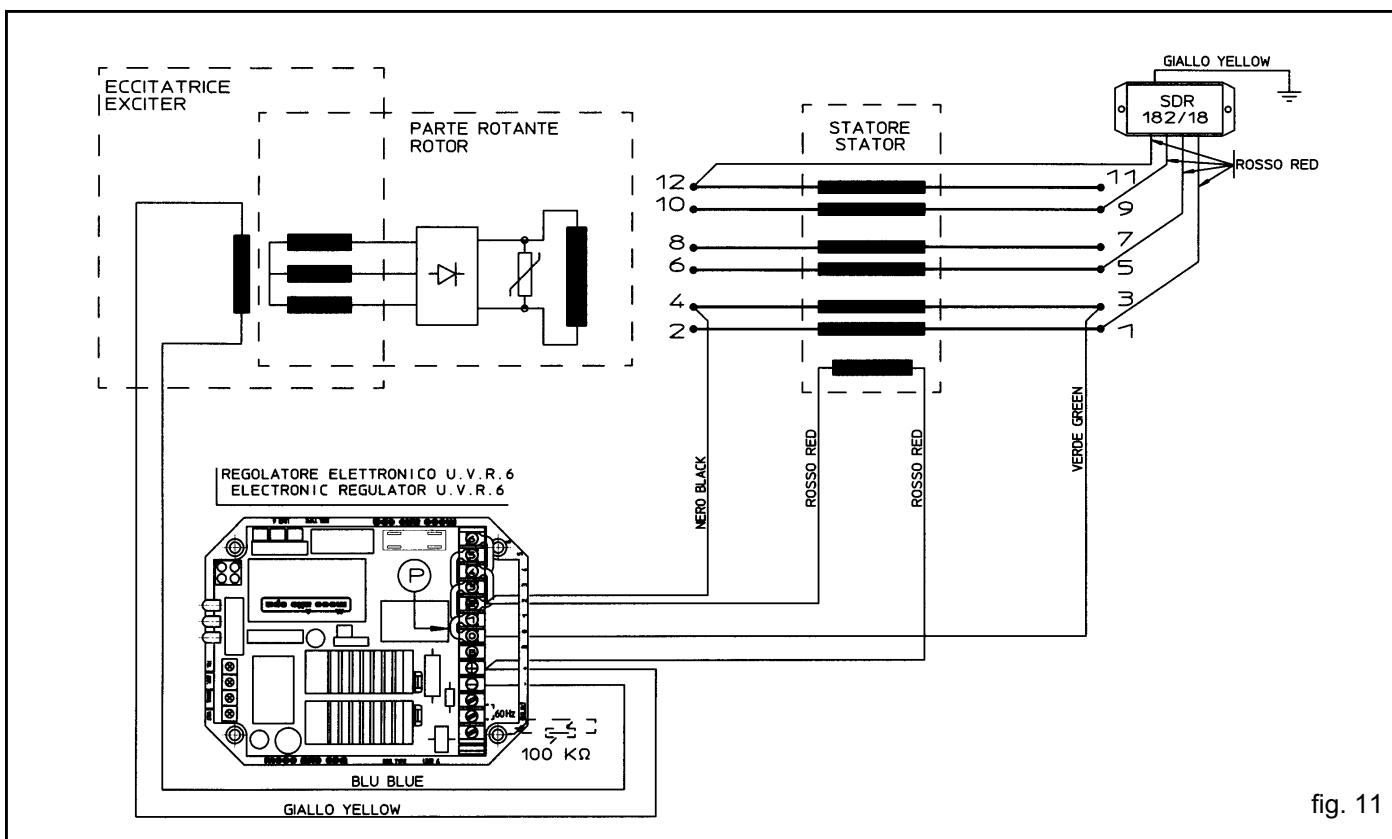 GIALLO YELLOW
ECCITATRICE
EXCITER
SDR
182/18
PARTE ROTANTE
ROTOR
STATORE
STATOR
ROSSO RED
12
11
10
9
8
7
6
5
4
3
2
1
NERO BLACK
ROSSO RED
ROSSO RED
VERDE GREEN
REGOLATORE ELETTRONICO U.V.R.6
ELECTRONIC REGULATOR U.V.R.6
P
60Hz
100 KΩ
BLU BLUE
GIALLO YELLOW
fig. 11